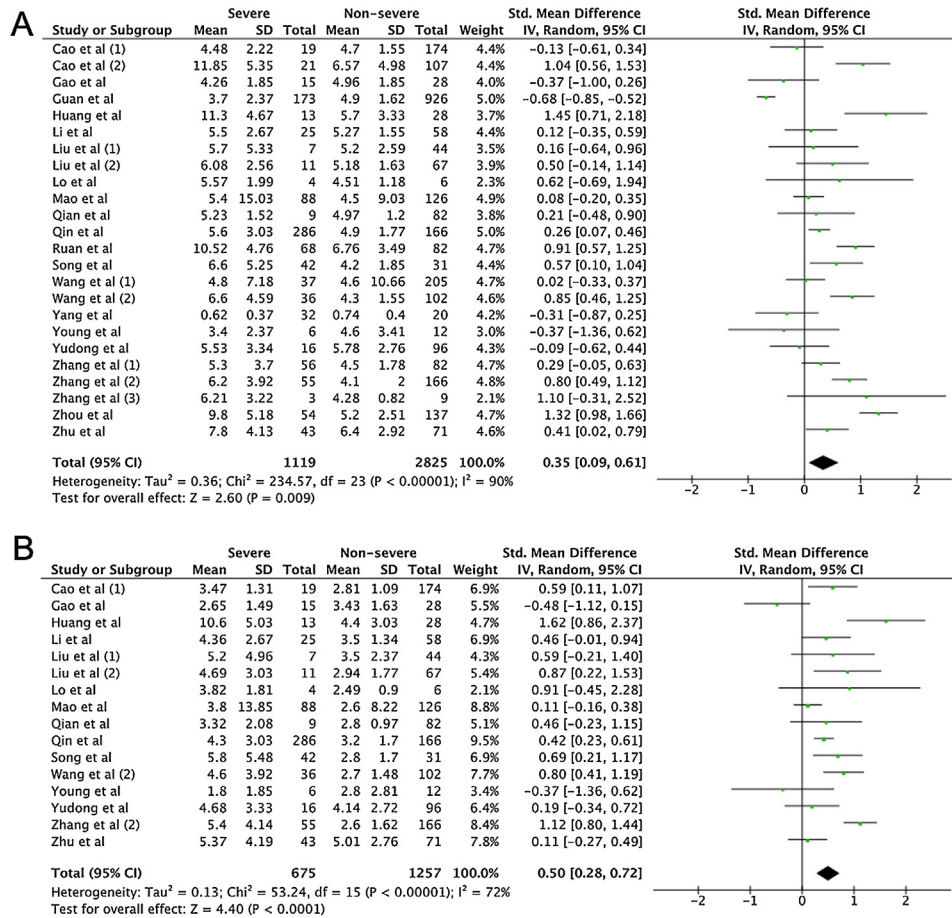 A
Severe Non-severe Std. Mean Difference Std. Mean Difference
Study or Subgroup Mean SD Total Mean SD Total Weight IV, Random, 95% CI IV, Random, 95% CI
Cao et al (1) 4.48 2.22 19 4.7 1.55 174 4.4% −0.13 [−0.61, 0.34]
Cao et al (2) 11.85 5.35 21 6.57 4.98 107 4.4% 1.04 [0.56, 1.53]
Gao et al 4.26 1.85 15 4.96 1.85 28 4.0% −0.37 [−1.00, 0.26]
Guan et al 3.7 2.37 173 4.9 1.62 926 5.0% −0.68 [−0.85, −0.52]
Huang et al 11.3 4.67 13 5.7 3.33 28 3.7% 1.45 [0.71, 2.18]
Li et al 5.5 2.67 25 5.27 1.55 58 4.4% 0.12 [−0.35, 0.59]
Liu et al (1) 5.7 5.33 7 5.2 2.59 44 3.5% 0.16 [−0.64, 0.96]
Liu et al (2) 6.08 2.56 11 5.18 1.63 67 4.0% 0.50 [−0.14, 1.14]
Lo et al 5.57 1.99 4 4.51 1.18 6 2.3% 0.62 [−0.69, 1.94]
Mao et al 5.4 15.03 88 4.5 9.03 126 4.9% 0.08 [−0.20, 0.35]
Qian et al 5.23 1.52 9 4.97 1.2 82 3.8% 0.21 [−0.48, 0.90]
Qin et al 5.6 3.03 286 4.9 1.77 166 5.0% 0.26 [0.07, 0.46]
Ruan et al 10.52 4.76 68 6.76 3.49 82 4.7% 0.91 [0.57, 1.25]
Song et al 6.6 5.25 42 4.2 1.85 31 4.4% 0.57 [0.10, 1.04]
Wang et al (1) 4.8 7.18 37 4.6 10.66 205 4.7% 0.02 [−0.33, 0.37]
Wang et al (2) 6.6 4.59 36 4.3 1.55 102 4.6% 0.85 [0.46, 1.25]
Yang et al 0.62 0.37 32 0.74 0.4 20 4.2% −0.31 [−0.87, 0.25]
Young et al 3.4 2.37 6 4.6 3.41 12 3.0% −0.37 [−1.36, 0.62]
Yudong et al 5.53 3.34 16 5.78 2.76 96 4.3% −0.09 [−0.62, 0.44]
Zhang et al (1) 5.3 3.7 56 4.5 1.78 82 4.7% 0.29 [−0.05, 0.63]
Zhang et al (2) 6.2 3.92 55 4.1 2 166 4.8% 0.80 [0.49, 1.12]
Zhang et al (3) 6.21 3.22 3 4.28 0.82 9 2.1% 1.10 [−0.31, 2.52]
Zhou et al 9.8 5.18 54 5.2 2.51 137 4.7% 1.32 [0.98, 1.66]
Zhu et al 7.8 4.13 43 6.4 2.92 71 4.6% 0.41 [0.02, 0.79]
Total (95% CI) 1119 2825 100.0% 0.35 [0.09, 0.61]
Heterogeneity: Tau² = 0.36; Chi² = 234.57, df = 23 (P < 0.00001); I² = 90%
Test for overall effect: Z = 2.60 (P = 0.009)
−2 −1 0 1 2
B
Severe Non-severe Std. Mean Difference Std. Mean Difference
Study or Subgroup Mean SD Total Mean SD Total Weight IV, Random, 95% CI IV, Random, 95% CI
Cao et al (1) 3.47 1.31 19 2.81 1.09 174 6.9% 0.59 [0.11, 1.07]
Gao et al 2.65 1.49 15 3.43 1.63 28 5.5% −0.48 [−1.12, 0.15]
Huang et al 10.6 5.03 13 4.4 3.03 28 4.7% 1.62 [0.86, 2.37]
Li et al 4.36 2.67 25 3.5 1.34 58 6.9% 0.46 [−0.01, 0.94]
Liu et al (1) 5.2 4.96 7 3.5 2.37 44 4.3% 0.59 [−0.21, 1.40]
Liu et al (2) 4.69 3.03 11 2.94 1.77 67 5.4% 0.87 [0.22, 1.53]
Lo et al 3.82 1.81 4 2.49 0.9 6 2.1% 0.91 [−0.45, 2.28]
Mao et al 3.8 13.85 88 2.6 8.22 126 8.8% 0.11 [−0.16, 0.38]
Qian et al 3.32 2.08 9 2.8 0.97 82 5.1% 0.46 [−0.23, 1.15]
Qin et al 4.3 3.03 286 3.2 1.7 166 9.5% 0.42 [0.23, 0.61]
Song et al 5.8 5.48 42 2.8 1.7 31 6.9% 0.69 [0.21, 1.17]
Wang et al (2) 4.6 3.92 36 2.7 1.48 102 7.7% 0.80 [0.41, 1.19]
Young et al 1.8 1.85 6 2.8 2.81 12 3.4% −0.37 [−1.36, 0.62]
Yudong et al 4.68 3.33 16 4.14 2.72 96 6.4% 0.19 [−0.34, 0.72]
Zhang et al (2) 5.4 4.14 55 2.6 1.62 166 8.4% 1.12 [0.80, 1.44]
Zhu et al 5.37 4.19 43 5.01 2.76 71 7.8% 0.11 [−0.27, 0.49]
Total (95% CI) 675 1257 100.0% 0.50 [0.28, 0.72]
Heterogeneity: Tau² = 0.13; Chi² = 53.24, df = 15 (P < 0.00001); I² = 72%
Test for overall effect: Z = 4.40 (P < 0.0001)
−2 −1 0 1 2